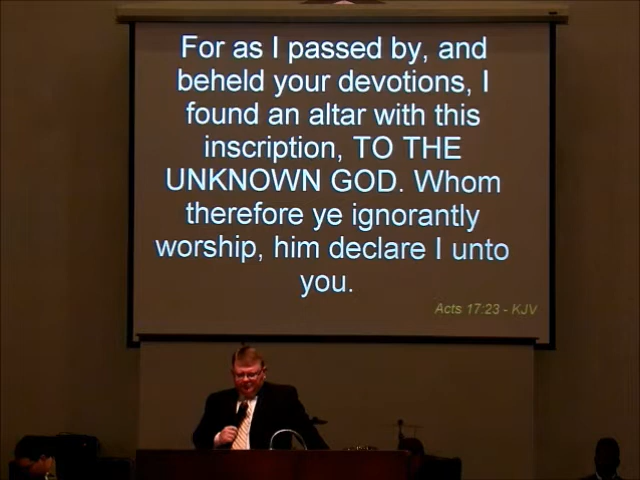 For as I passed by, and
beheld your devotions, I
found an altar with this
inscription, TO THE
UNKNOWN GOD. Whom
therefore ye ignorantly
worship, him declare I unto
you.
Acts 17:23 - KJV